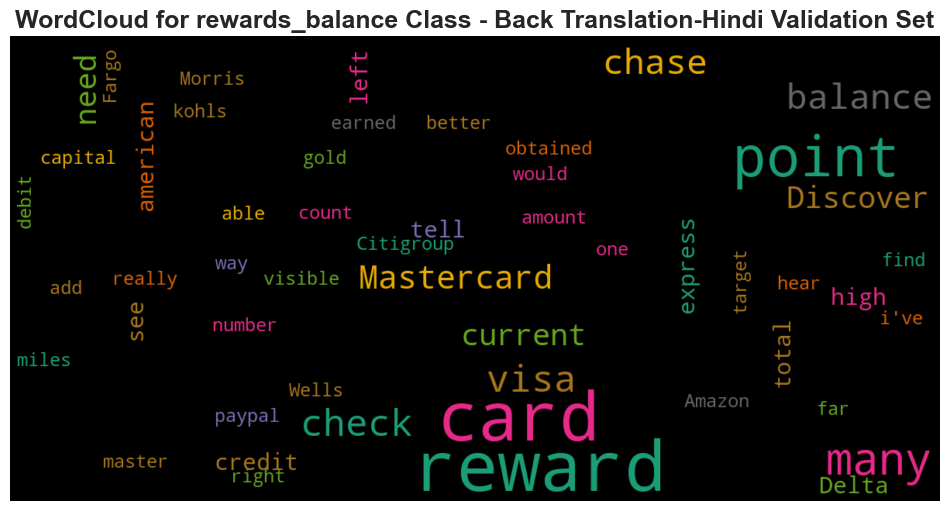 WordCloud for rewards_balance Class - Back Translation-Hindi Validation Set
need
Fargo
Morris
left
chase
kohls
balance
american
earned
better
capital
gold
obtained
point
would
debit
Discover
able
count
amount
tell
Citigroup
express
one
way
find
add
really
visible
Mastercard
target
hear
high
see
number
current
i've
total
miles
visa
Wells
Amazon
paypal
check
card
far
master
credit
right
reward
many
Delta